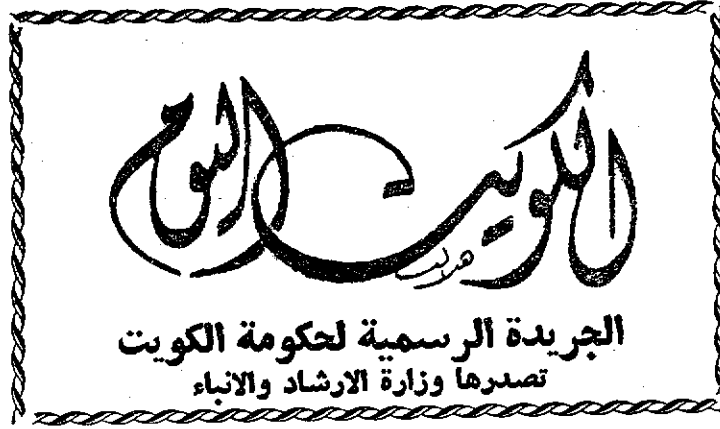 الكويت اليوم
الجريدة الرسمية لحكومة الكويت
تصدرها وزارة الارشاد والانباء